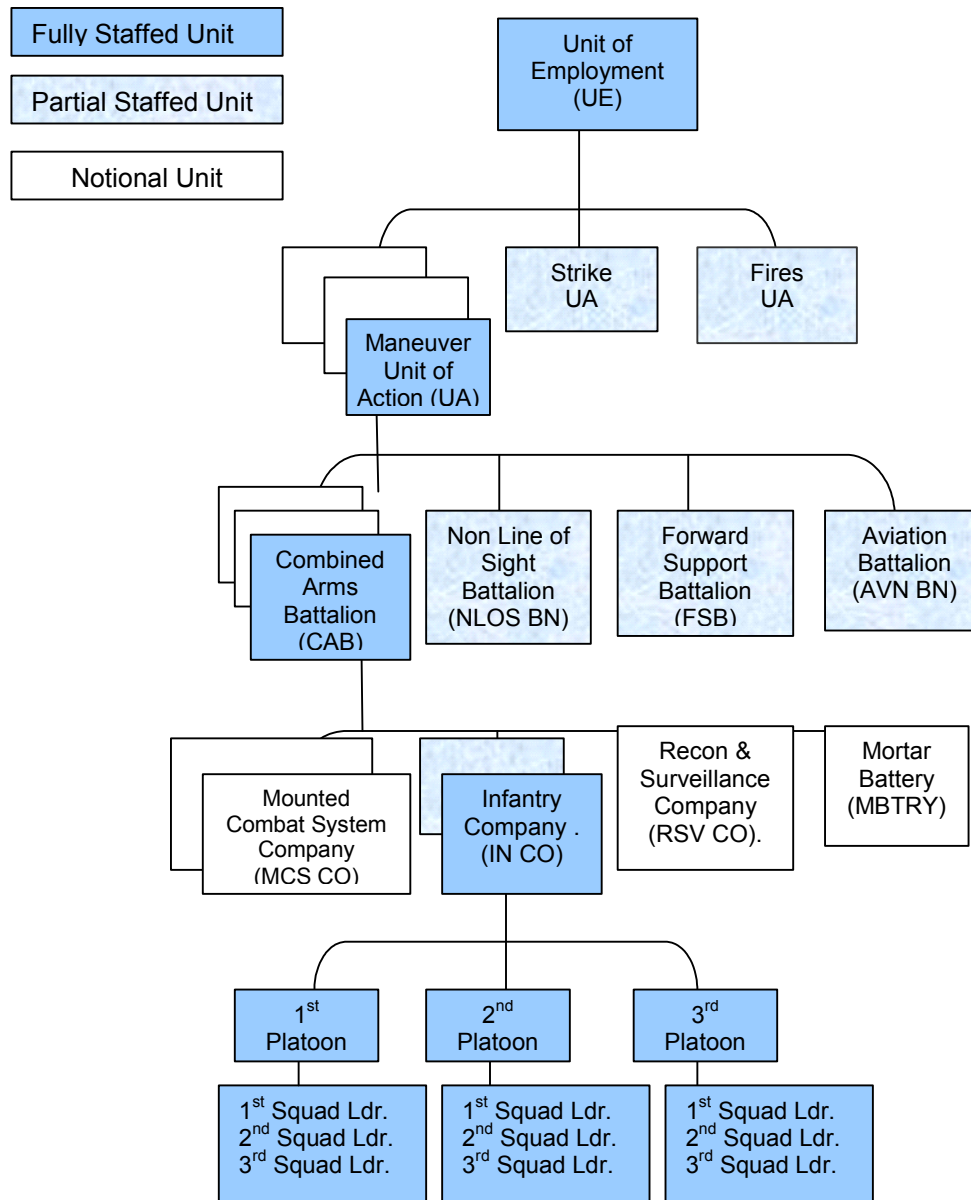 Fully Staffed Unit
Partial Staffed Unit
Notional Unit
Unit of
Employment
(UE)
Strike
UA
Fires
UA
Maneuver
Unit of
Action (UA)
Combined
Arms
Battalion
(CAB)
Non Line of
Sight
Battalion
(NLOS BN)
Forward
Support
Battalion
(FSB)
Aviation
Battalion
(AVN BN)
Mounted
Combat System
Company
(MCS CO)
Infantry
Company .
(IN CO)
Recon &
Surveillance
Company
(RSV CO).
Mortar
Battery
(MBTRY)
1st
Platoon
2nd
Platoon
3rd
Platoon
1st Squad Ldr.
2nd Squad Ldr.
3rd Squad Ldr.
1st Squad Ldr.
2nd Squad Ldr.
3rd Squad Ldr.
1st Squad Ldr.
2nd Squad Ldr.
3rd Squad Ldr.